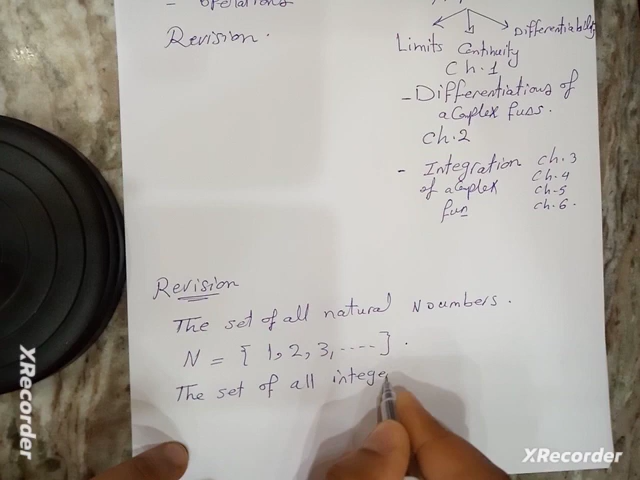 - operations
Revision.
Limits Continuity Differentiability
Ch.1
- Differentiations of
a Complex funs.
Ch.2
- Integration Ch.3
of a Complex Ch.4
fun Ch.5
Ch.6.
Revision
The set of all natural Noumbers.
N = { 1, 2, 3, .... } .
The set of all intege
XRecorder
XRecorder